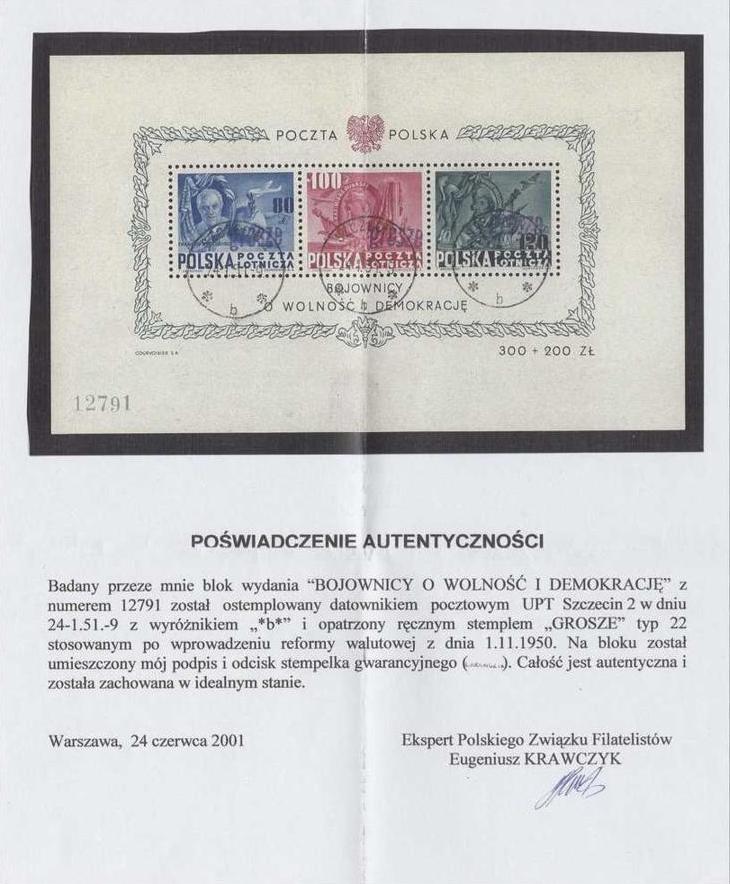 POCZTA POLSKA
80 100 120
POLSKA POCZTA LOTNICZA POLSKA POCZTA LOTNICZA POLSKA POCZTA LOTNICZA
b b b
BOJOWNICY
O WOLNOŚĆ I DEMOKRACJĘ
COURVOISIER S.A. 300 + 200 ZŁ
12791
POŚWIADCZENIE AUTENTYCZNOŚCI
Badany przeze mnie blok wydania “BOJOWNICY O WOLNOŚĆ I DEMOKRACJĘ” z
numerem 12791 został ostemplowany datownikiem pocztowym UPT Szczecin 2 w dniu
24-1.51.-9 z wyróżnikiem „*b*” i opatrzony ręcznym stemplem „GROSZE” typ 22
stosowanym po wprowadzeniu reformy walutowej z dnia 1.11.1950. Na bloku został
umieszczony mój podpis i odcisk stempelka gwarancyjnego (). Całość jest autentyczna i
została zachowana w idealnym stanie.
Warszawa, 24 czerwca 2001 Ekspert Polskiego Związku Filatelistów
Eugeniusz KRAWCZYK